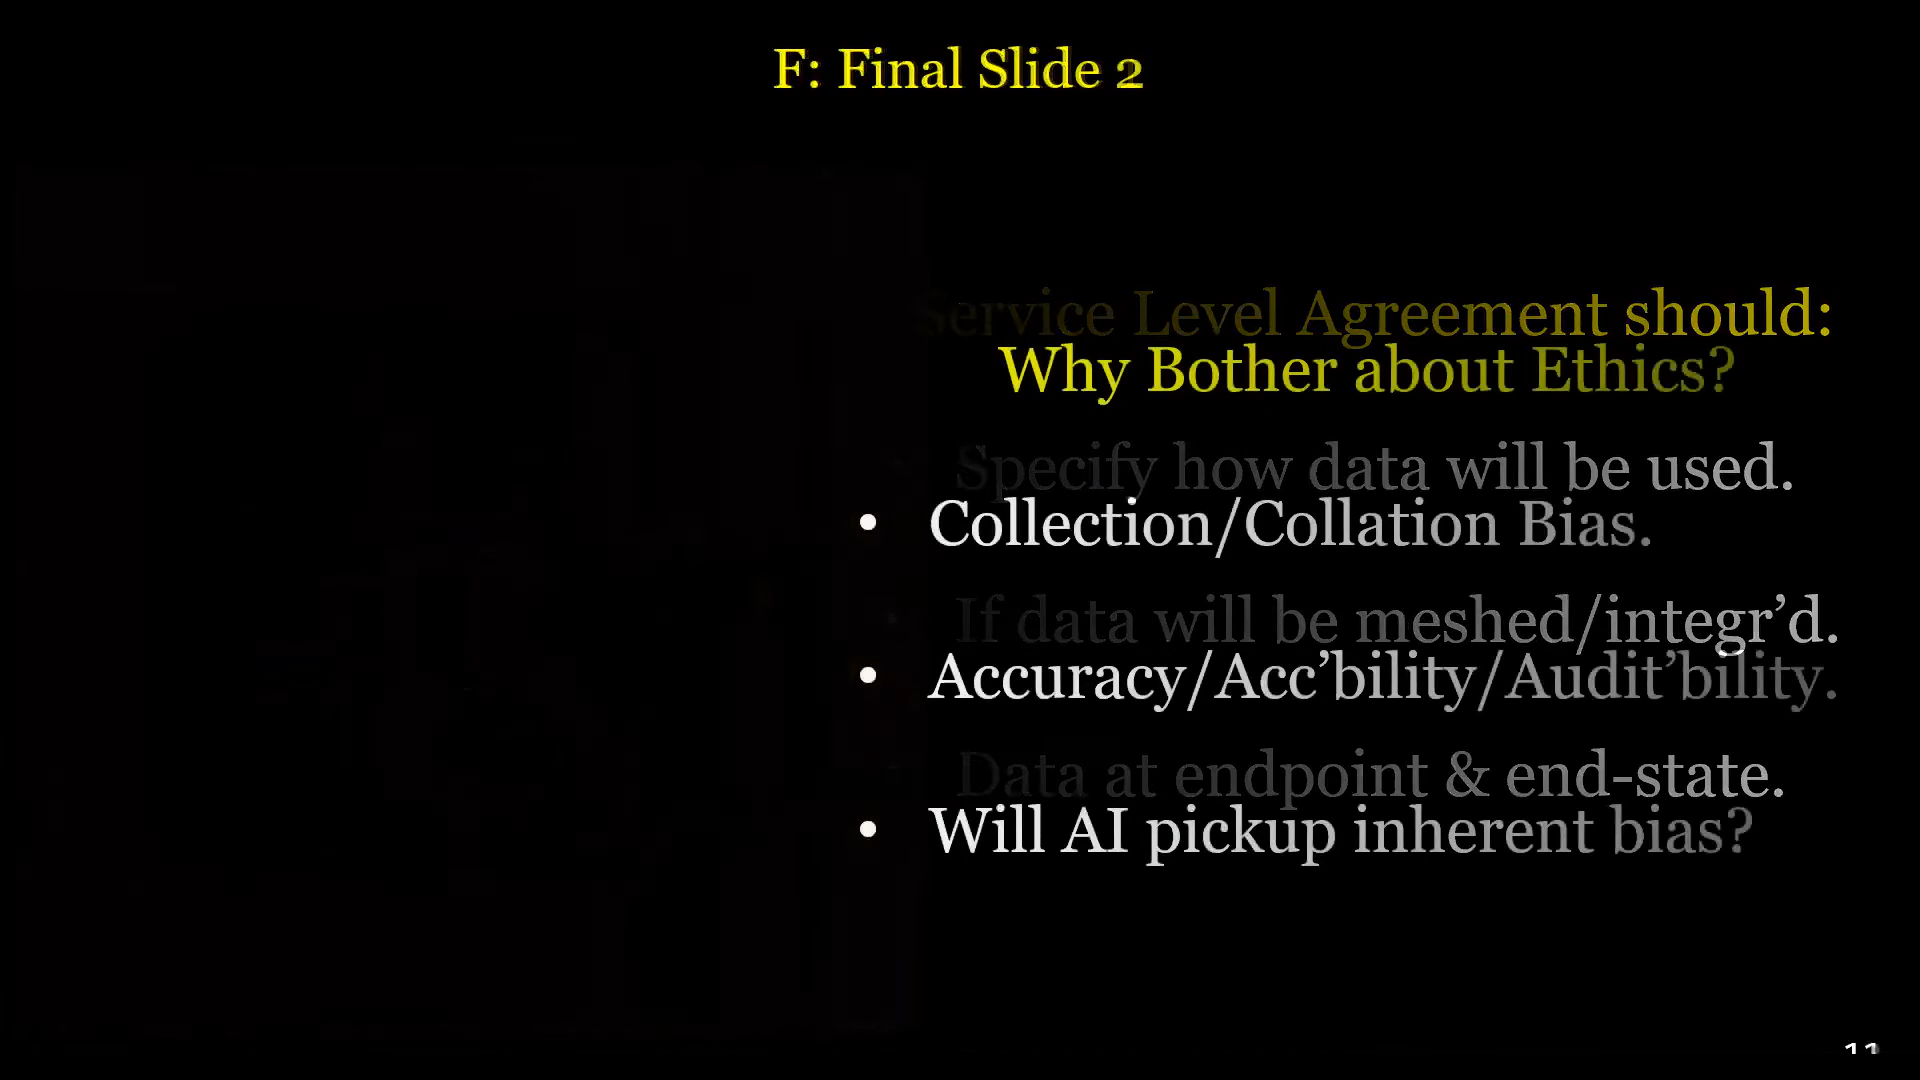 F: Final Slide 2
Service Level Agreement should:
Why Bother about Ethics?
Specify how data will be used.
• Collection/Collation Bias.
If data will be meshed/integr’d.
• Accuracy/Acc’bility/Audit’bility.
Data at endpoint & end-state.
• Will AI pickup inherent bias?
11